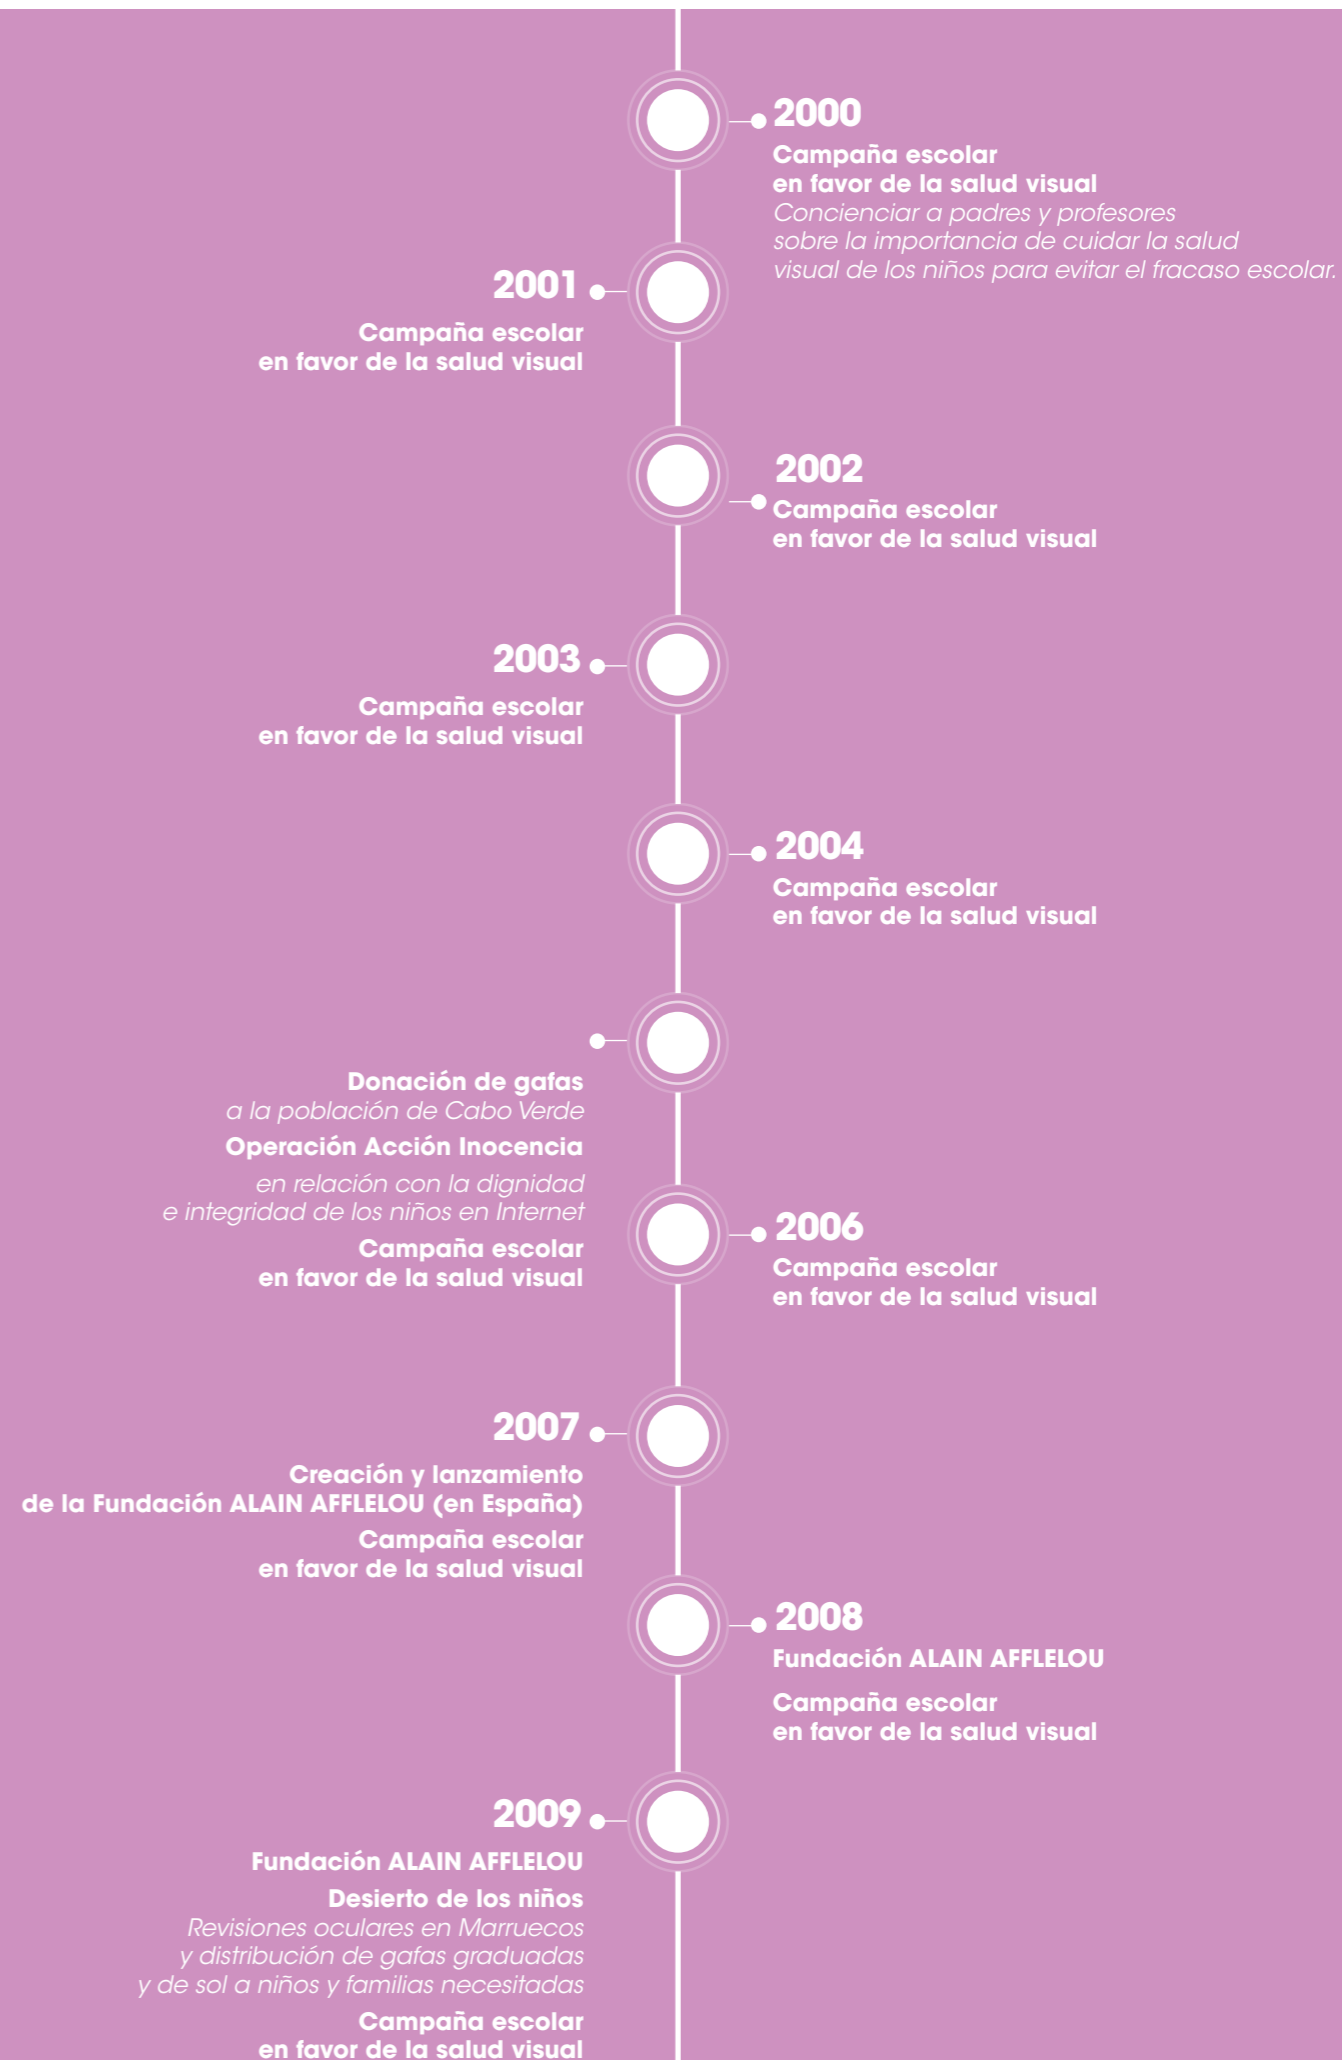 2000
Campaña escolar
en favor de la salud visual
Concienciar a padres y profesores
sobre la importancia de cuidar la salud
visual de los niños para evitar el fracaso escolar.
2001
Campaña escolar
en favor de la salud visual
2002
Campaña escolar
en favor de la salud visual
2003
Campaña escolar
en favor de la salud visual
2004
Campaña escolar
en favor de la salud visual
Donación de gafas
a la población de Cabo Verde
Operación Acción Inocencia
en relación con la dignidad
e integridad de los niños en Internet
Campaña escolar
en favor de la salud visual
2006
Campaña escolar
en favor de la salud visual
2007
Creación y lanzamiento
de la Fundación ALAIN AFFLELOU (en España)
Campaña escolar
en favor de la salud visual
2008
Fundación ALAIN AFFLELOU
Campaña escolar
en favor de la salud visual
2009
Fundación ALAIN AFFLELOU
Desierto de los niños
Revisiones oculares en Marruecos
y distribución de gafas graduadas
y de sol a niños y familias necesitadas
Campaña escolar
en favor de la salud visual